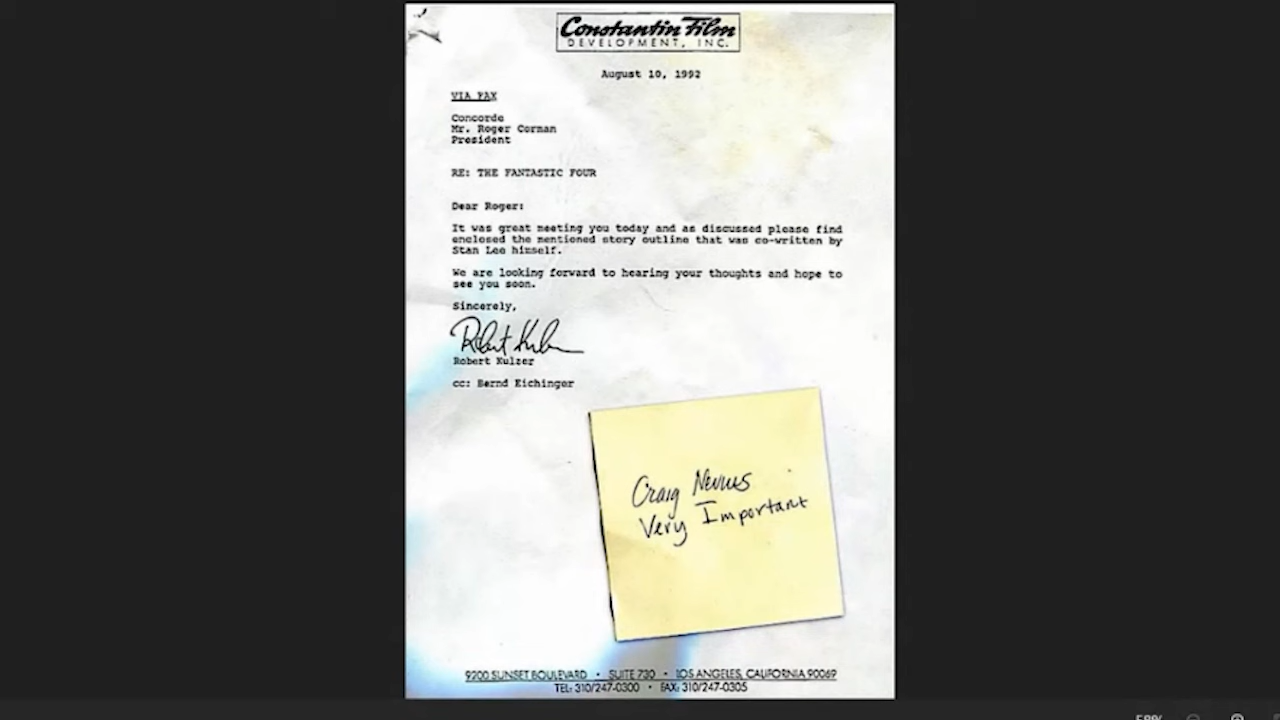 Constantin Film
DEVELOPMENT, INC.
August 10, 1992
VIA FAX
Concorde
Mr. Roger Corman
President
RE: THE FANTASTIC FOUR
Dear Roger:
It was great meeting you today and as discussed please find
enclosed the mentioned story outline that was co-written by
Stan Lee himself.
We are looking forward to hearing your thoughts and hope to
see you soon.
Sincerely,
Robert Kulzer
Robert Kulzer
cc: Bernd Eichinger
Craig Nevius
Very Important
9200 SUNSET BOULEVARD • SUITE 730 • LOS ANGELES, CALIFORNIA 90069
TEL: 310/247-0300 • FAX: 310/247-0305
58%